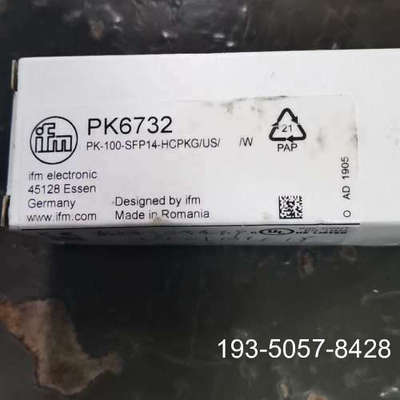 ifm
PK6732
PK-100-SFP14-HCPKG/US/ /W
21
PAP
ifm electronic
45128 Essen
Germany
www.ifm.com
Designed by ifm
Made in Romania
O AD 1905
UL
193-5057-8428